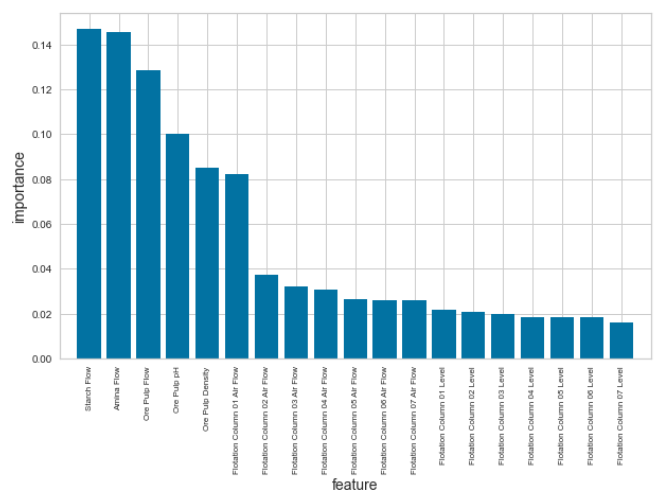 0.14
0.12
0.10
0.08
0.06
0.04
0.02
0.00
importance
Starch Flow
Amina Flow
Ore Pulp Flow
Ore Pulp pH
Ore Pulp Density
Flotation Column 01 Air Flow
Flotation Column 02 Air Flow
Flotation Column 03 Air Flow
Flotation Column 04 Air Flow
Flotation Column 05 Air Flow
Flotation Column 06 Air Flow
Flotation Column 07 Air Flow
Flotation Column 01 Level
Flotation Column 02 Level
Flotation Column 03 Level
Flotation Column 04 Level
Flotation Column 05 Level
Flotation Column 06 Level
Flotation Column 07 Level
feature